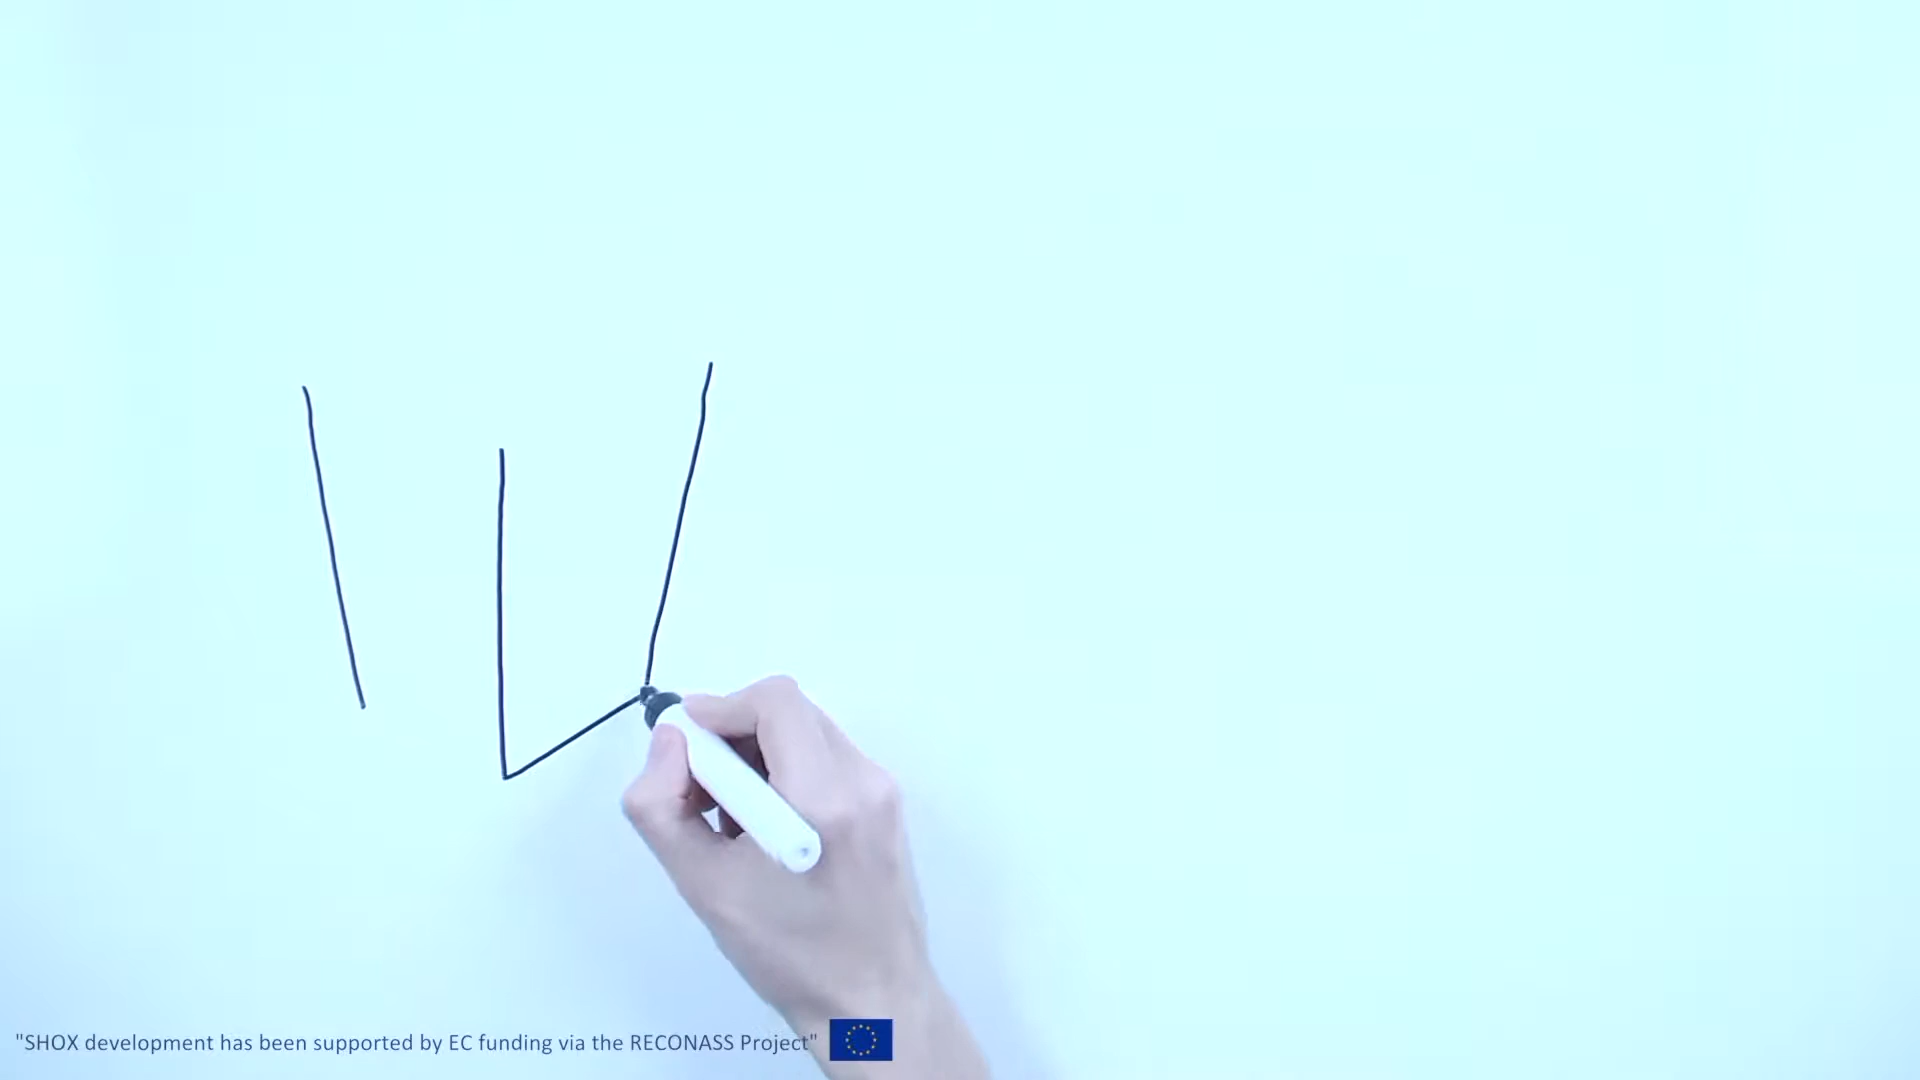 "SHOX development has been supported by EC funding via the RECONASS Project"